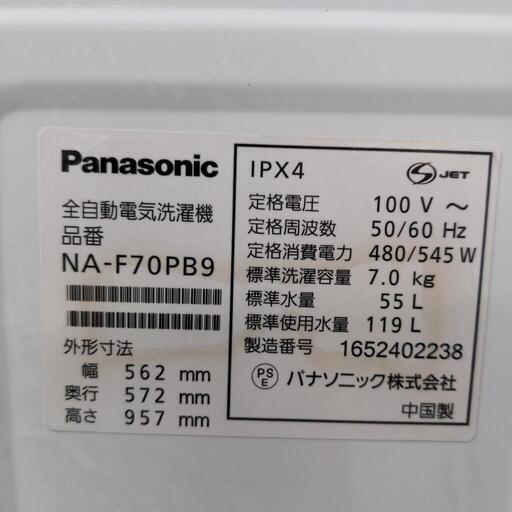 Panasonic
全自動電気洗濯機
品番
NA-F70PB9
外形寸法
幅 562 mm
奥行 572 mm
高さ 957 mm
IPX4
S JET
定格電圧 100 V ～
定格周波数 50/60 Hz
定格消費電力 480/545 W
標準洗濯容量 7.0 kg
標準水量 55 L
標準使用水量 119 L
製造番号 1652402238
PSE パナソニック株式会社
中国製